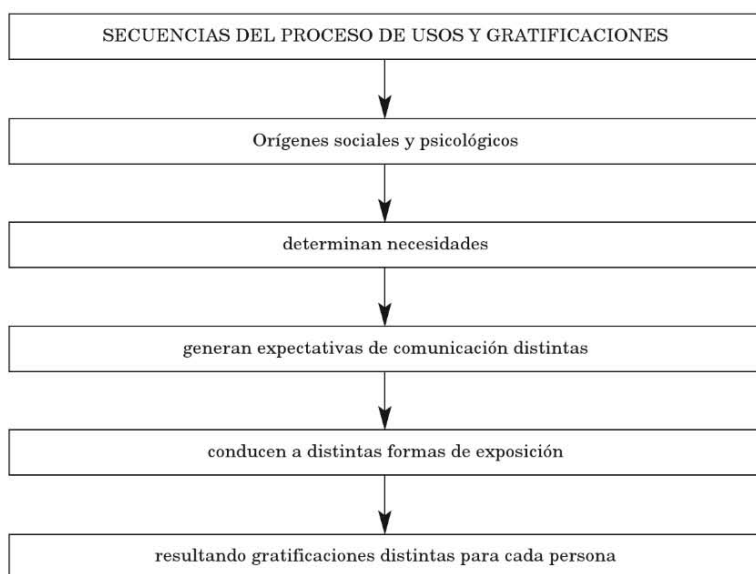 SECUENCIAS DEL PROCESO DE USOS Y GRATIFICACIONES
Orígenes sociales y psicológicos
determinan necesidades
generan expectativas de comunicación distintas
conducen a distintas formas de exposición
resultando gratificaciones distintas para cada persona